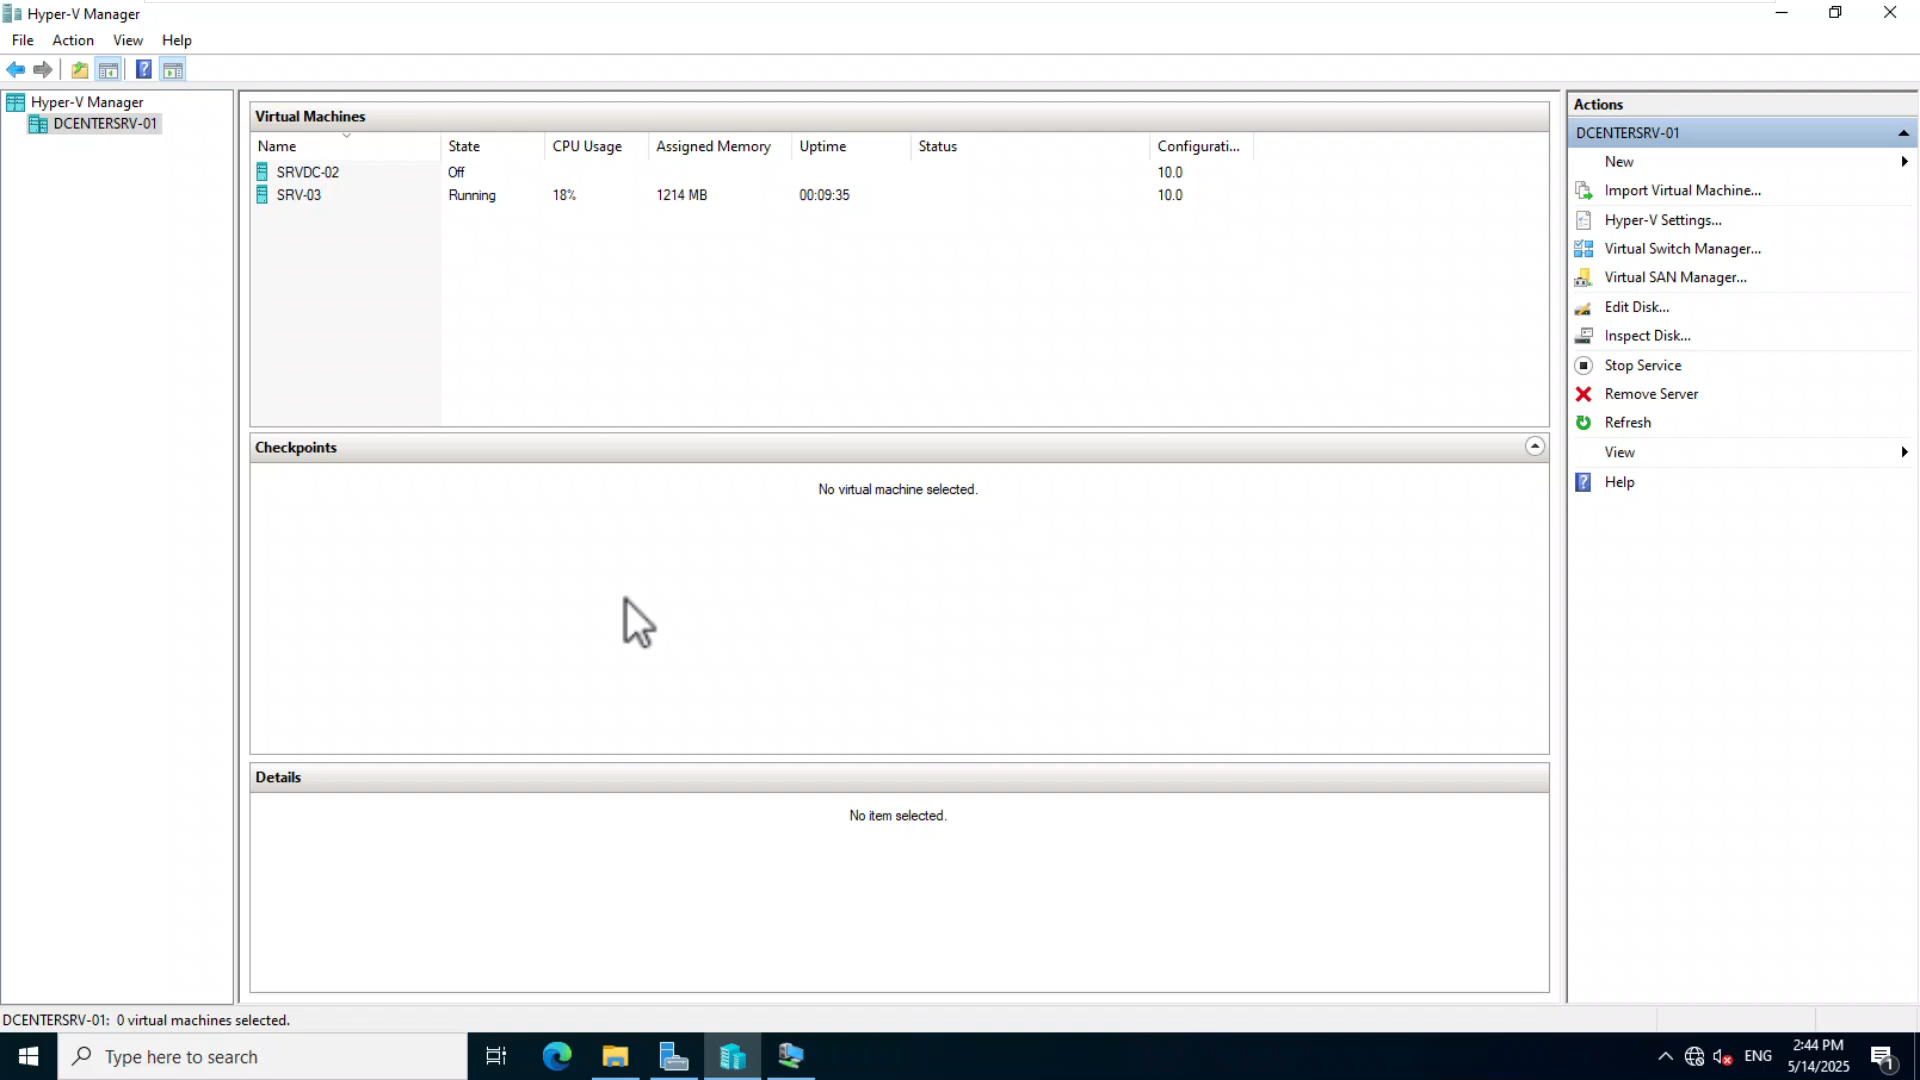 Hyper-V Manager
File Action View Help
Hyper-V Manager
DCENTERSRV-01
Virtual Machines
Name State CPU Usage Assigned Memory Uptime Status Configurati...
SRVDC-02 Off 10.0
SRV-03 Running 18% 1214 MB 00:09:35 10.0
Checkpoints
No virtual machine selected.
Details
No item selected.
Actions
DCENTERSRV-01
New
Import Virtual Machine...
Hyper-V Settings...
Virtual Switch Manager...
Virtual SAN Manager...
Edit Disk...
Inspect Disk...
Stop Service
Remove Server
Refresh
View
Help
DCENTERSRV-01: 0 virtual machines selected.
Type here to search
ENG
2:44 PM
5/14/2025
1